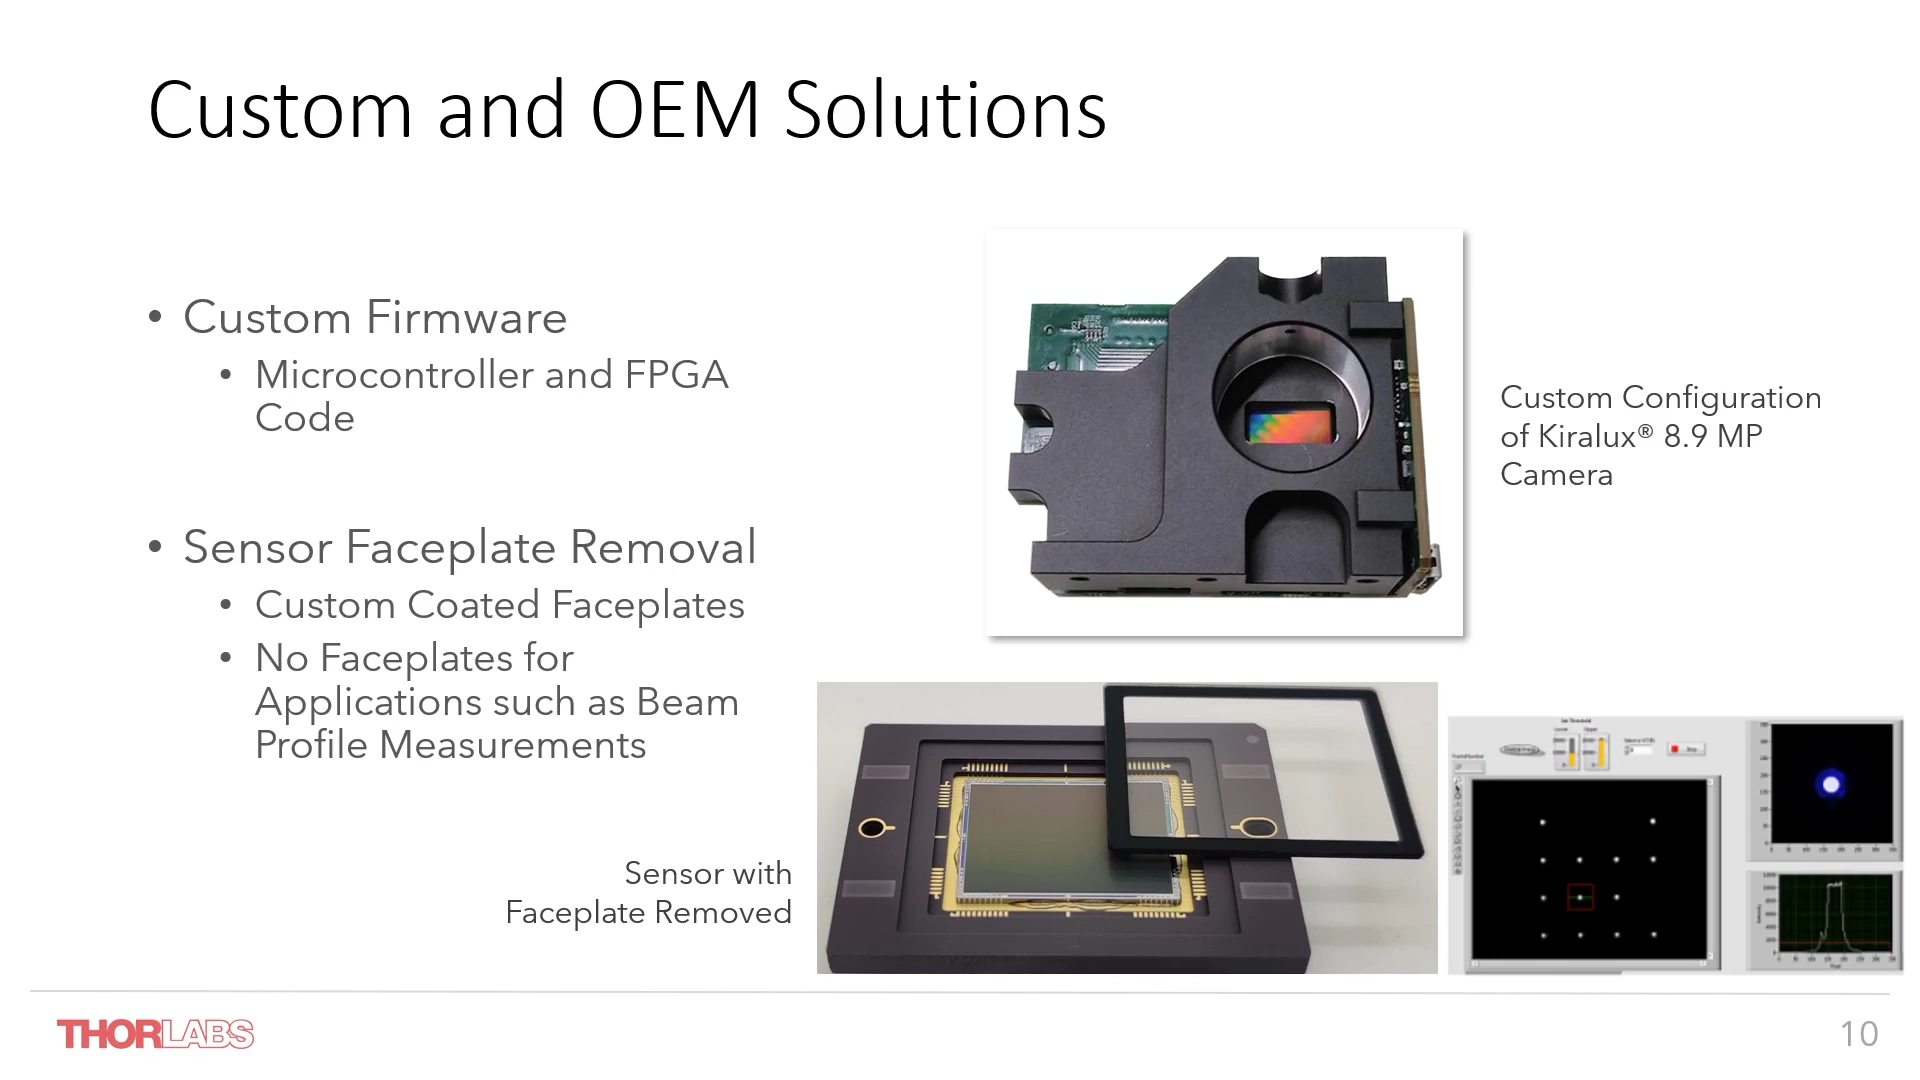 Custom and OEM Solutions
• Custom Firmware
• Microcontroller and FPGA
Code
• Sensor Faceplate Removal
• Custom Coated Faceplates
• No Faceplates for
Applications such as Beam
Profile Measurements
Custom Configuration
of Kiralux® 8.9 MP
Camera
Sensor with
Faceplate Removed
Stop
THORLABS
10